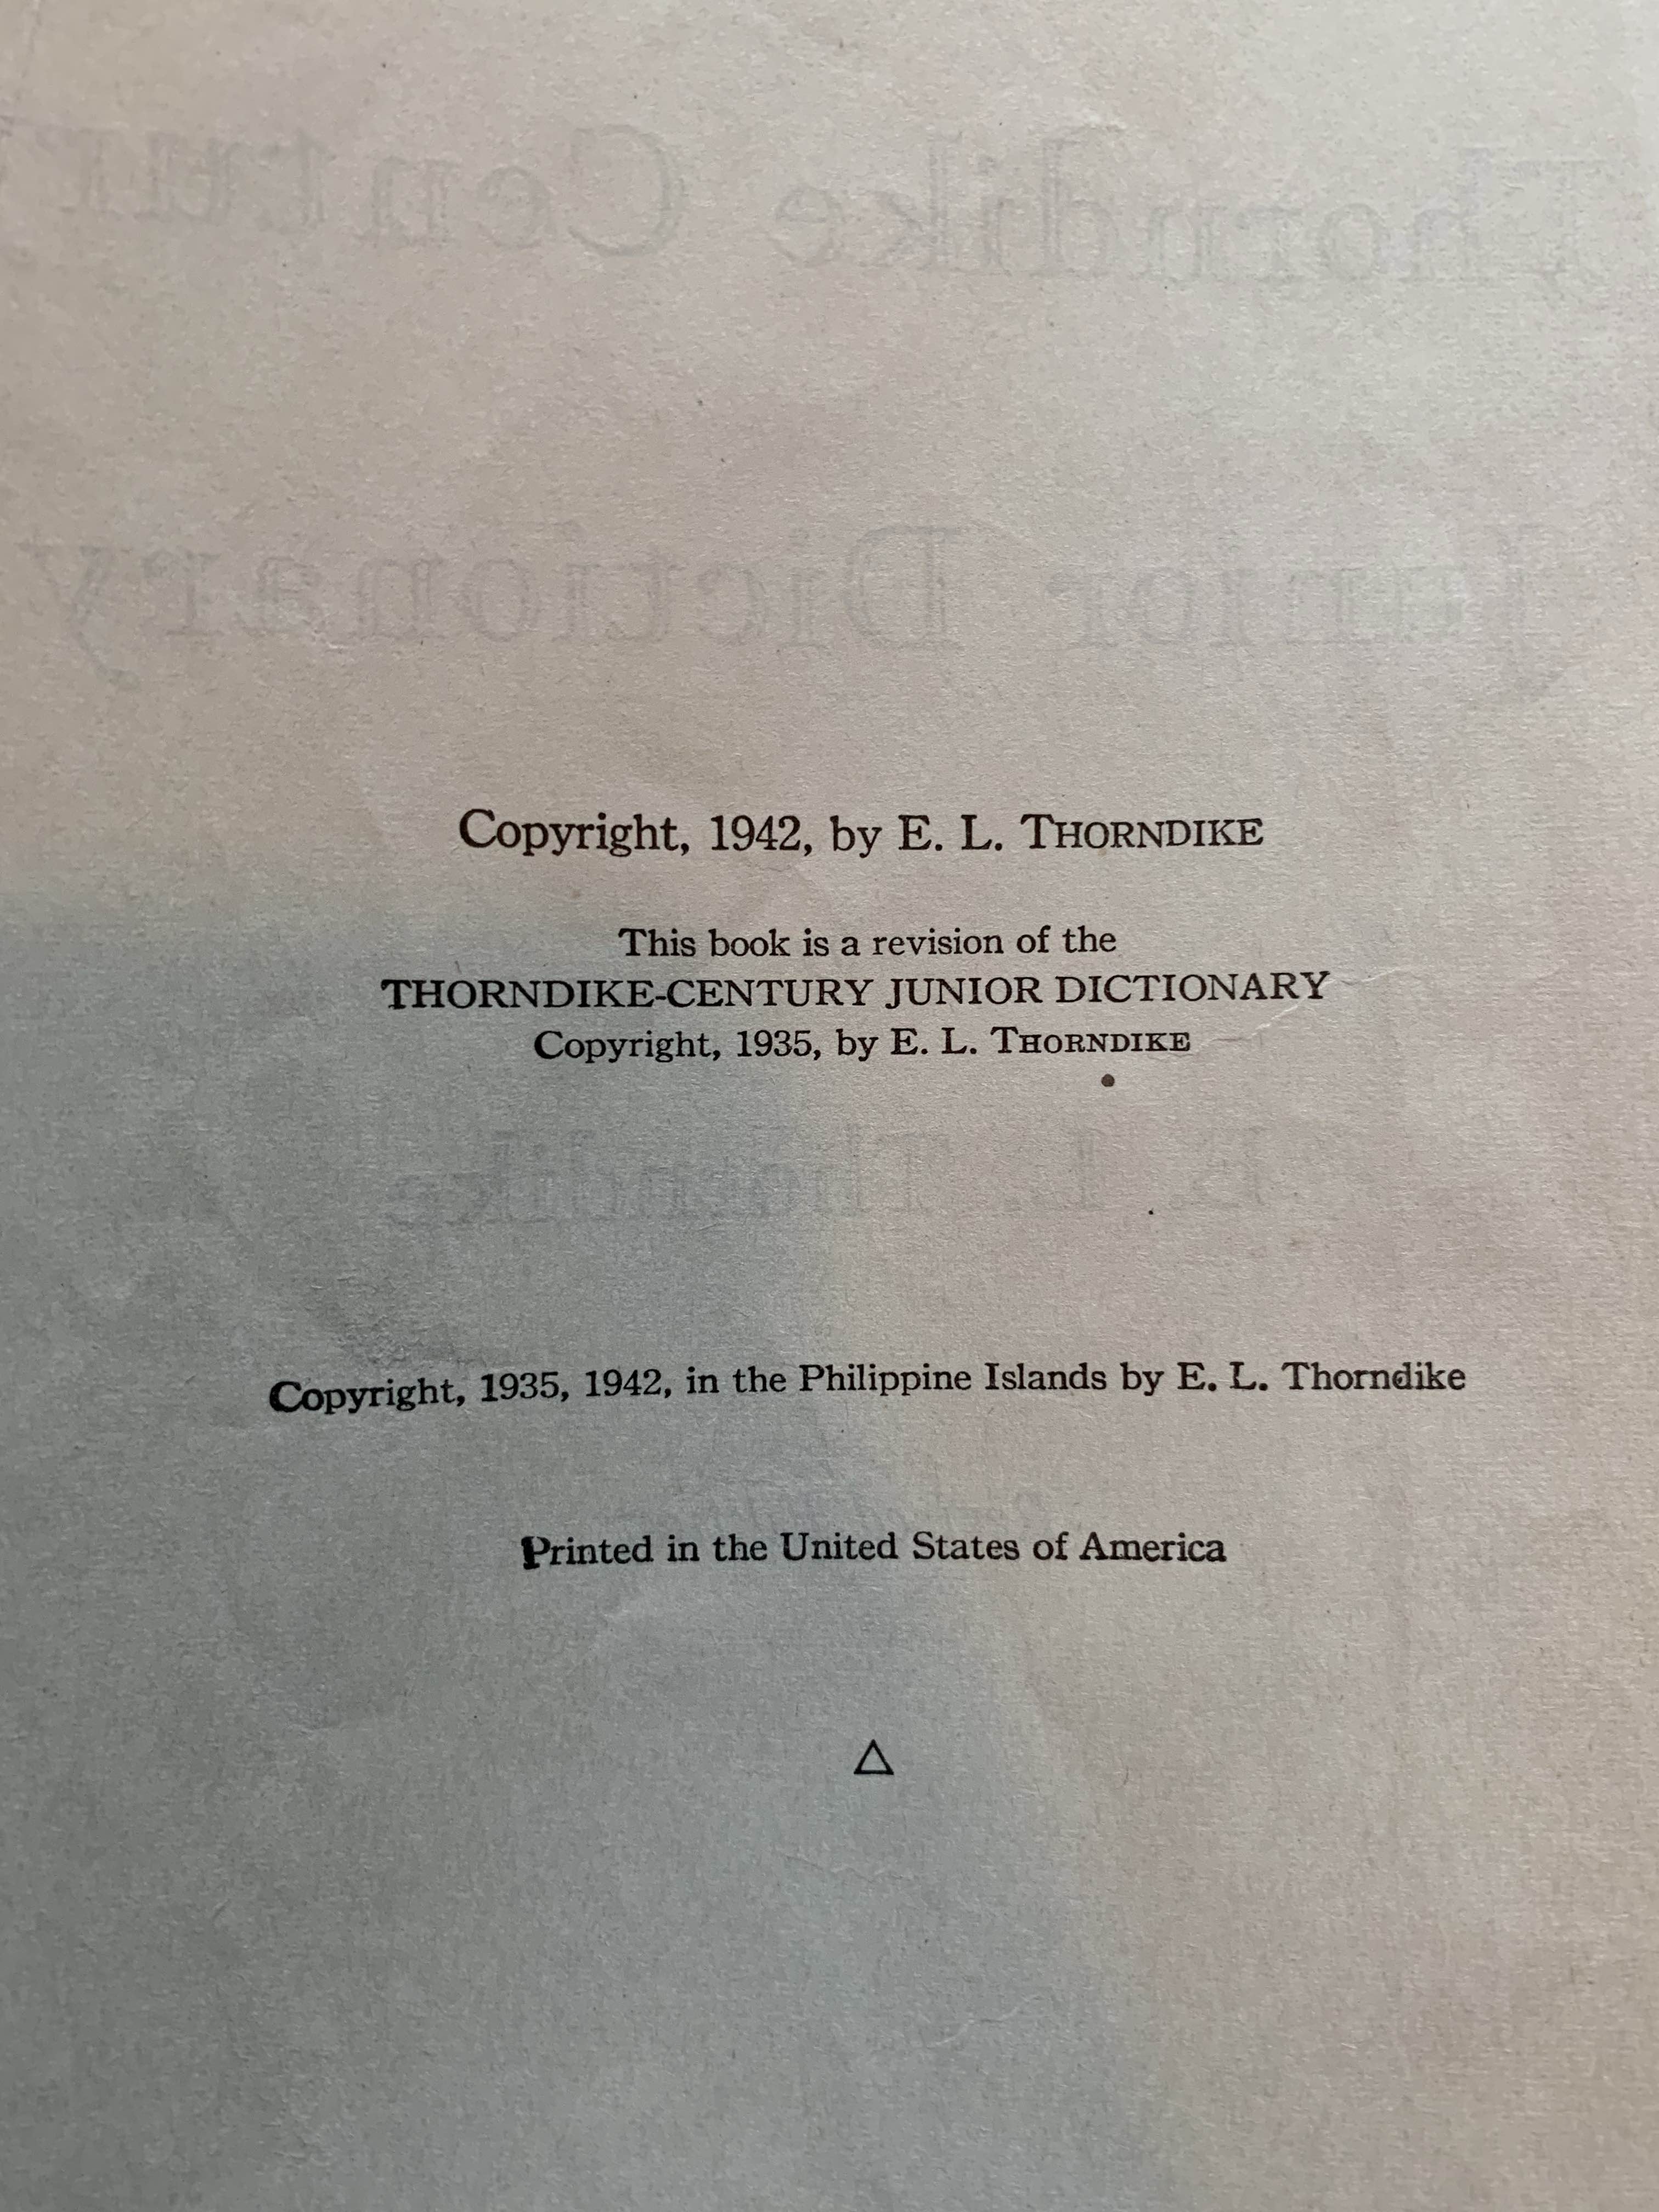 Copyright, 1942, by E. L. THORNDIKE
This book is a revision of the
THORNDIKE-CENTURY JUNIOR DICTIONARY
Copyright, 1935, by E. L. THORNDIKE
Copyright, 1935, 1942, in the Philippine Islands by E. L. Thorndike
Printed in the United States of America